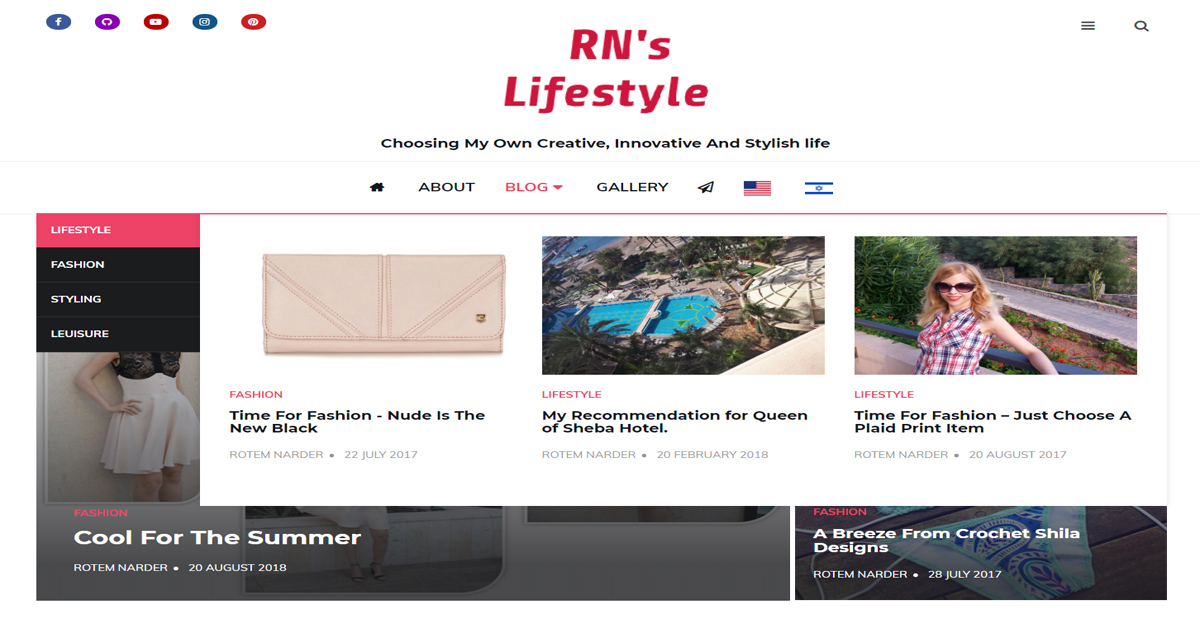 RN's
Lifestyle
Choosing My Own Creative, Innovative And Stylish life
ABOUT
BLOG
GALLERY
LIFESTYLE
FASHION
STYLING
LEUISURE
FASHION
Time For Fashion - Nude Is The
New Black
ROTEM NARDER • 22 JULY 2017
LIFESTYLE
My Recommendation for Queen
of Sheba Hotel.
ROTEM NARDER • 20 FEBRUARY 2018
LIFESTYLE
Time For Fashion – Just Choose A
Plaid Print Item
ROTEM NARDER • 20 AUGUST 2017
FASHION
Cool For The Summer
ROTEM NARDER • 20 AUGUST 2018
FASHION
A Breeze From Crochet Shila
Designs
ROTEM NARDER • 28 JULY 2017